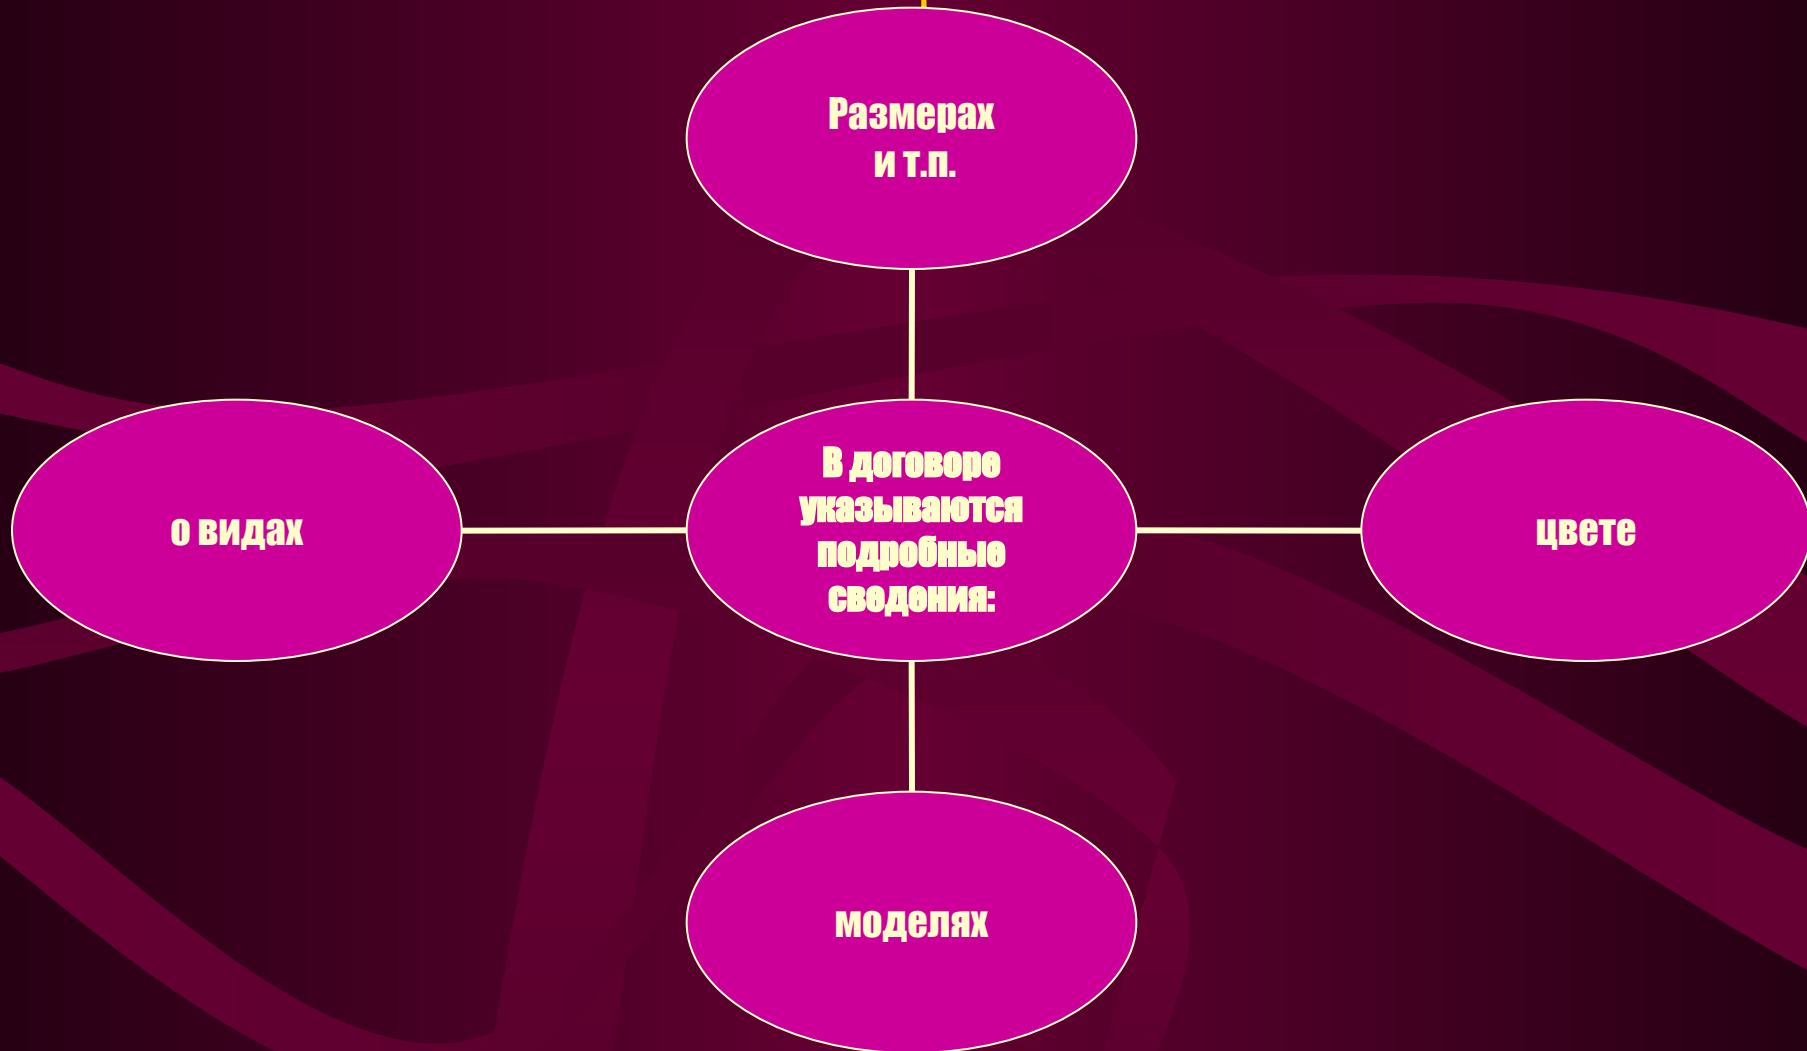 Размерах
и т.п.
о видах
В договоре
указываются
подробные
сведения:
цвете
моделях